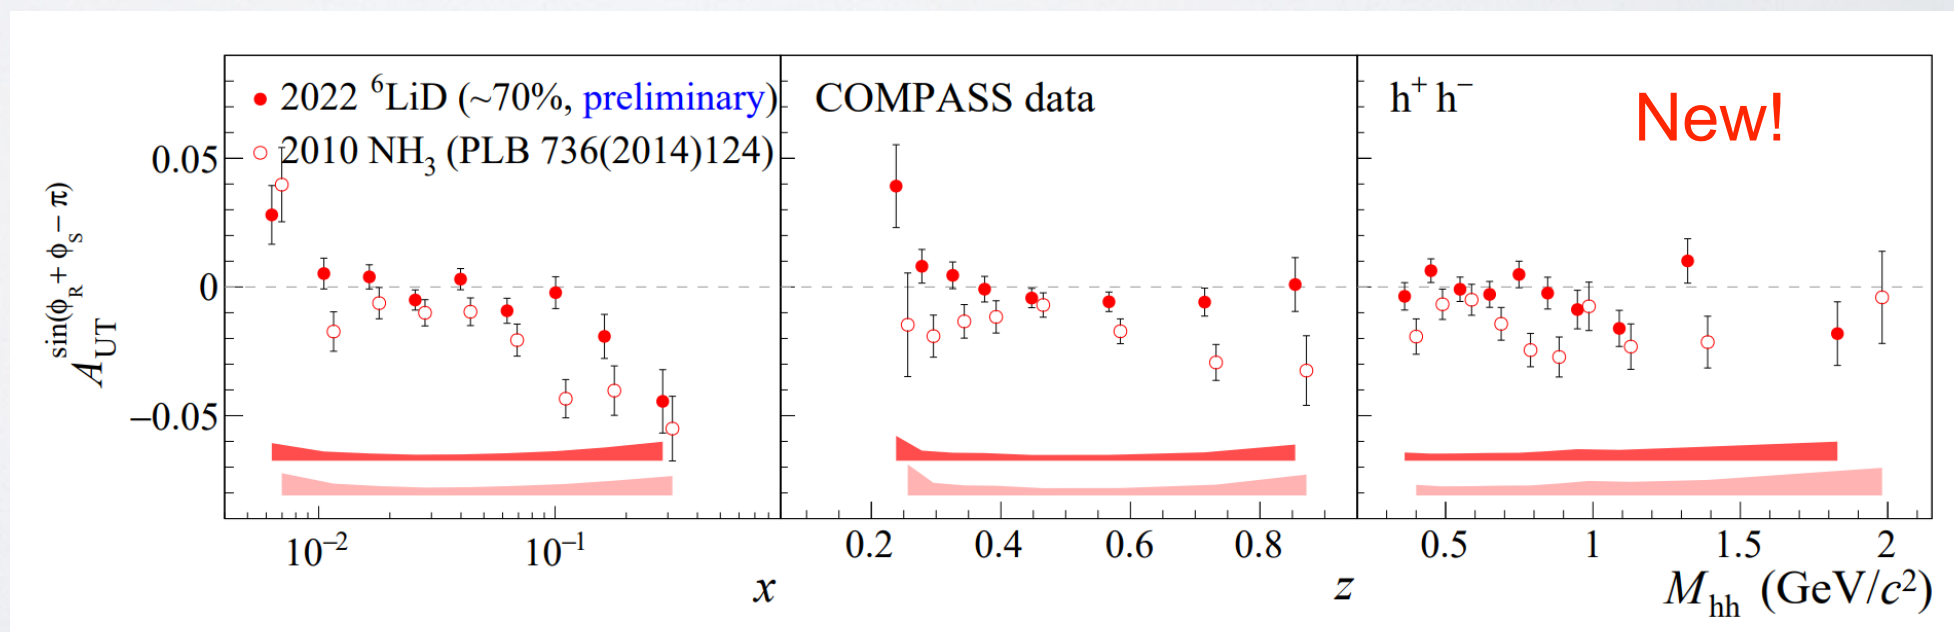 2022 ⁶LiD (~70%, preliminary)
2010 NH₃ (PLB 736(2014)124)
COMPASS data
h⁺ h⁻
New!
A_UT^sin(ϕ_R + ϕ_S − π)
0.05
0
−0.05
10⁻² 10⁻¹
x
0.2 0.4 0.6 0.8
z
0.5 1 1.5 2
M_hh (GeV/c²)